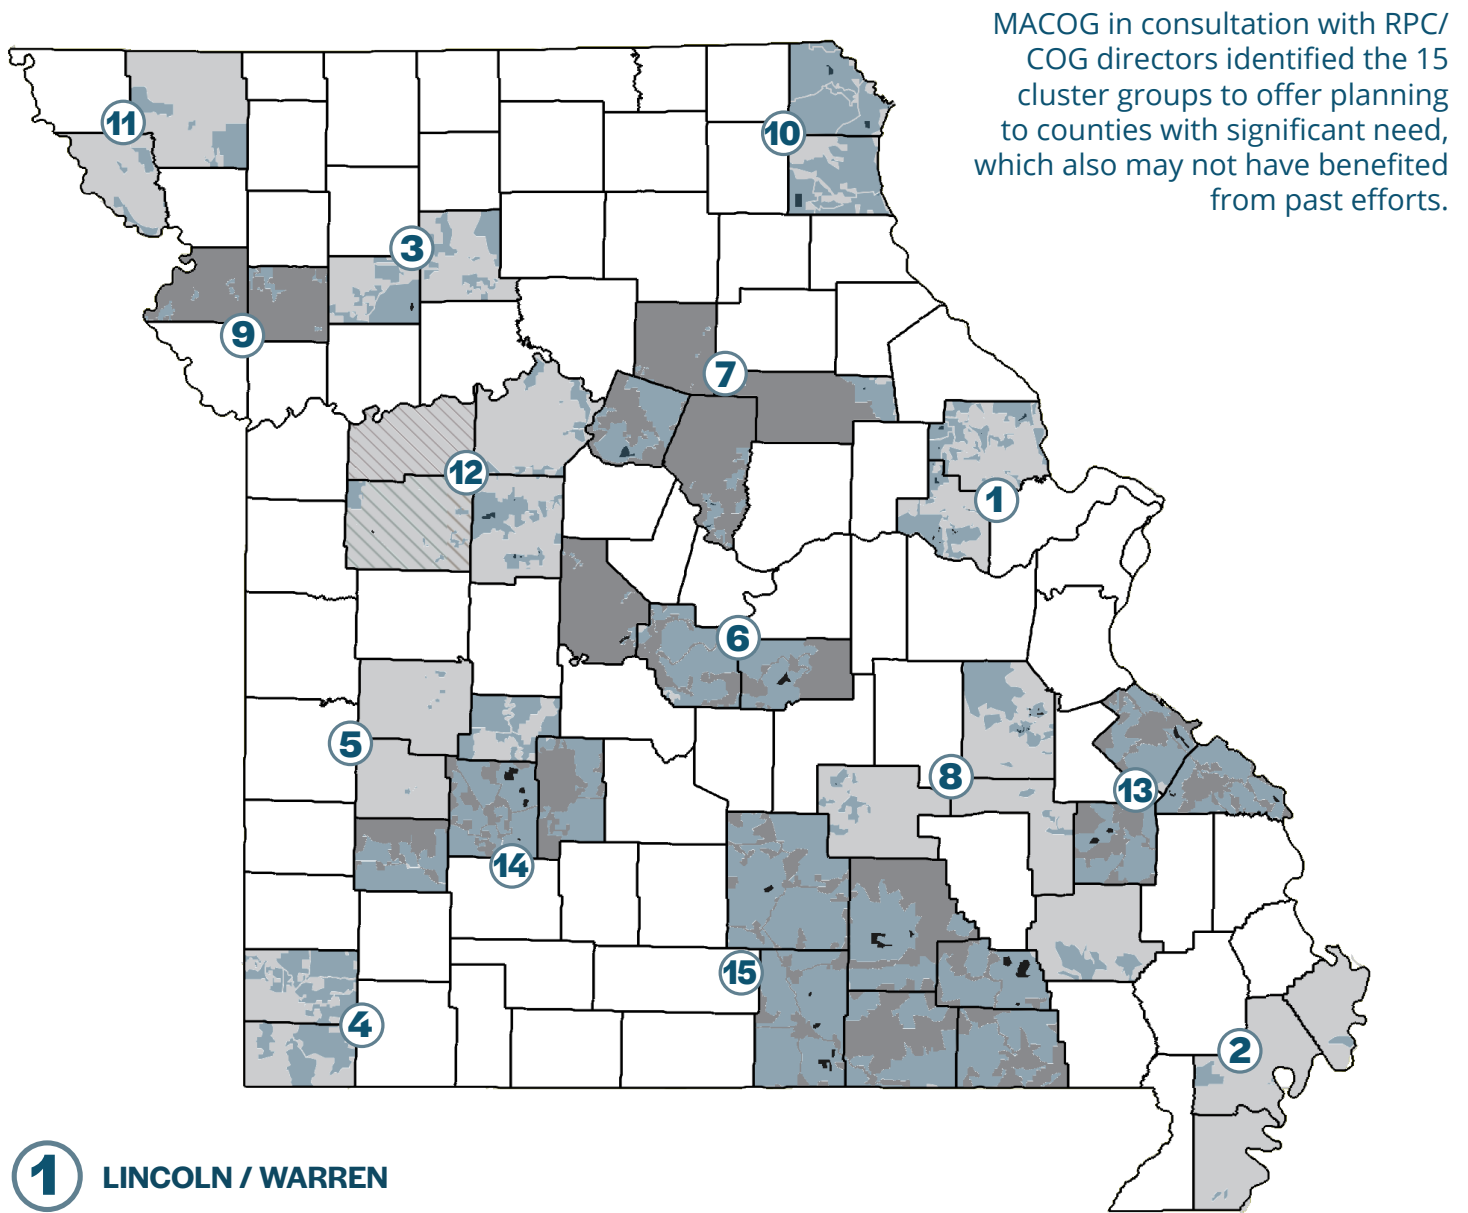 MACOG in consultation with RPC/
COG directors identified the 15
cluster groups to offer planning
to counties with significant need,
which also may not have benefited
from past efforts.
11
10
3
9
7
12
1
6
5
8
13
14
15
4
2
1 LINCOLN / WARREN